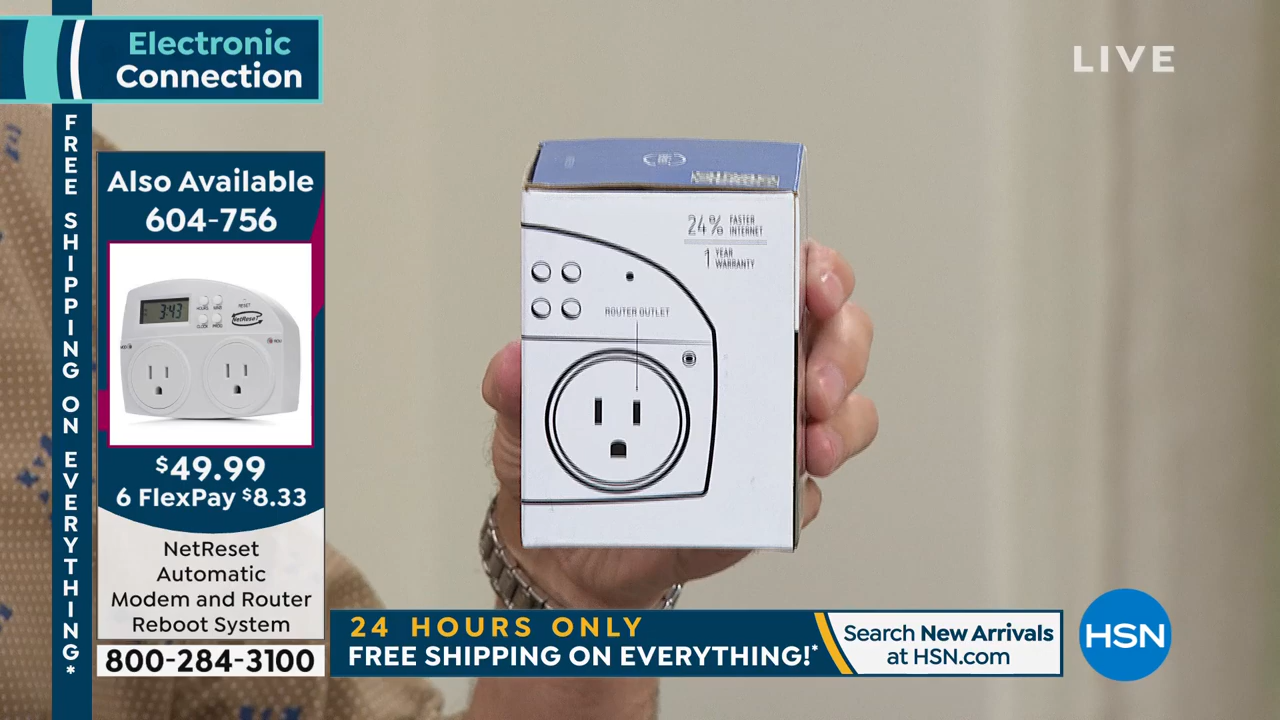 Electronic
Connection
LIVE
FREE SHIPPING ON EVERYTHING!*
Also Available
604-756
3:43
RESET
NetReset
$49.99
6 FlexPay $8.33
NetReset
Automatic
Modem and Router
Reboot System
800-284-3100
24% FASTER
INTERNET
1 YEAR
WARRANTY
ROUTER OUTLET
24 HOURS ONLY
FREE SHIPPING ON EVERYTHING!*
Search New Arrivals
at HSN.com
HSN